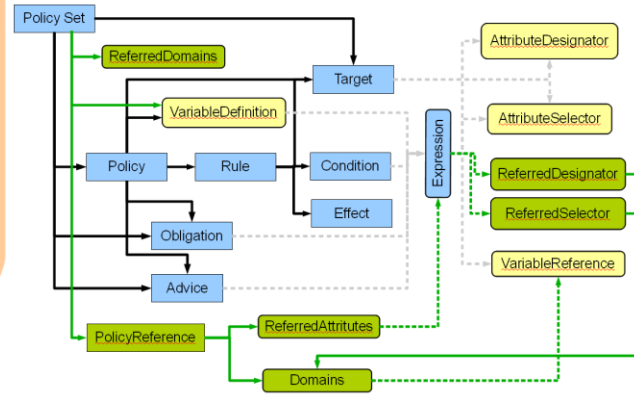 Policy Set
ReferredDomains
AttributeDesignator
Target
VariableDefinition
AttributeSelector
Policy
Rule
Condition
Expression
ReferredDesignator
Effect
ReferredSelector
Obligation
VariableReference
Advice
PolicyReference
ReferredAttritutes
Domains